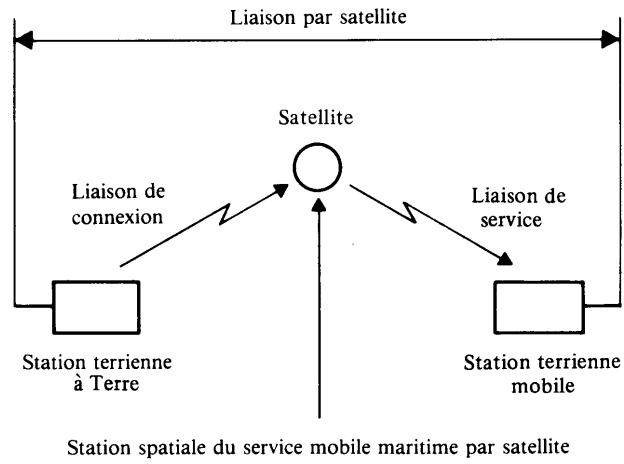 Liaison par satellite
Satellite
Liaison de
connexion
Liaison de
service
Station terrienne
à Terre
Station terrienne
mobile
Station spatiale du service mobile maritime par satellite